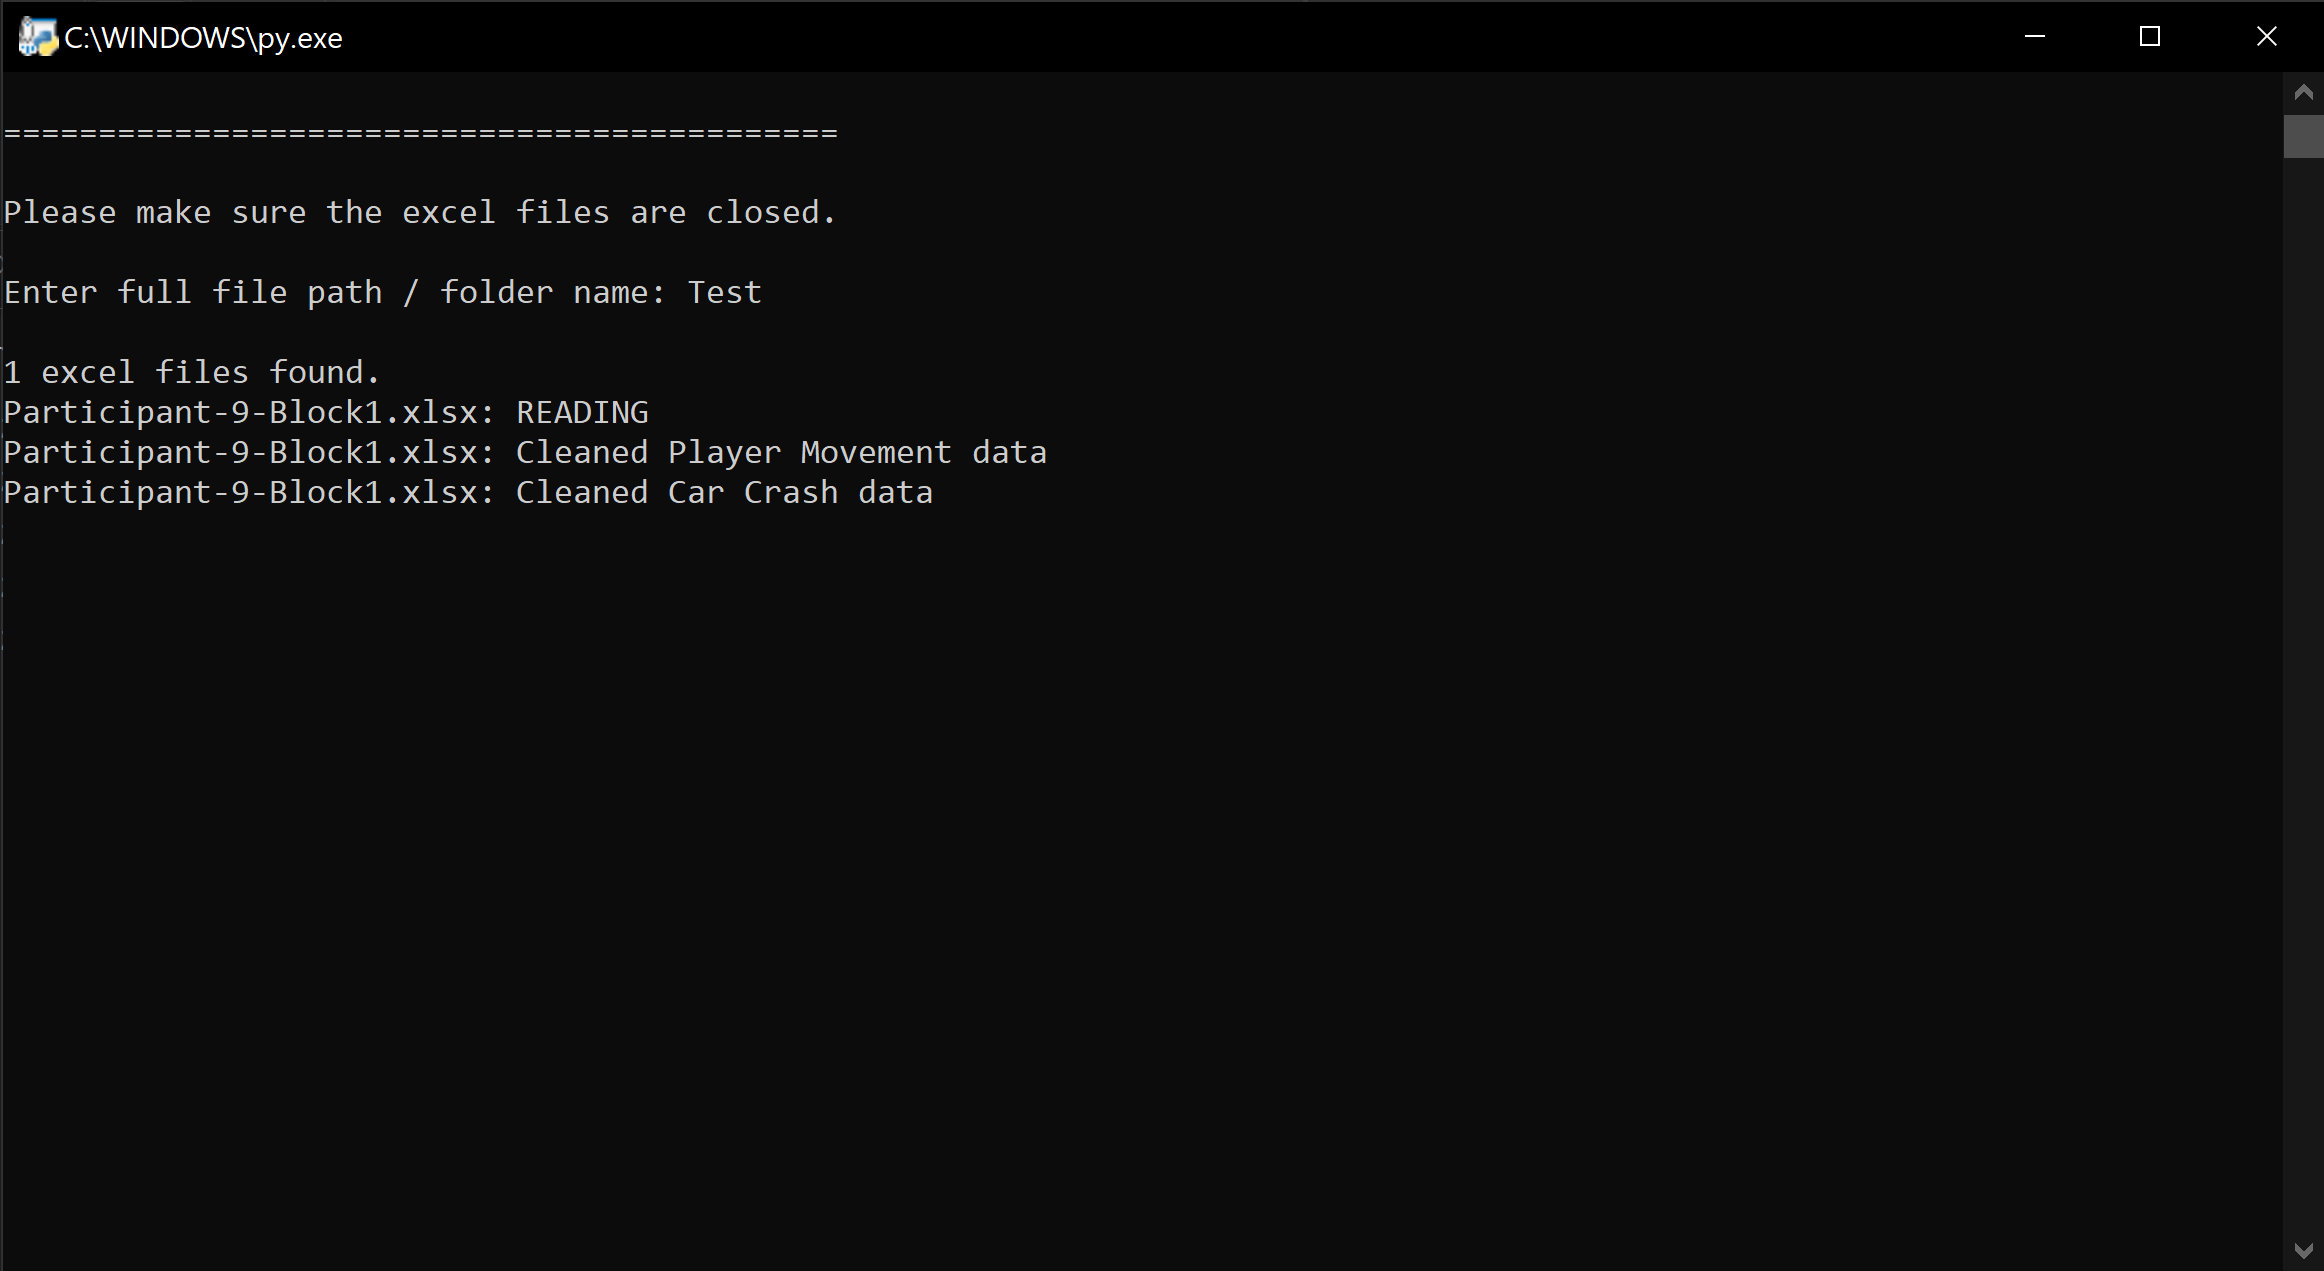 C:\WINDOWS\py.exe
============================================
Please make sure the excel files are closed.
Enter full file path / folder name: Test
1 excel files found.
Participant-9-Block1.xlsx: READING
Participant-9-Block1.xlsx: Cleaned Player Movement data
Participant-9-Block1.xlsx: Cleaned Car Crash data